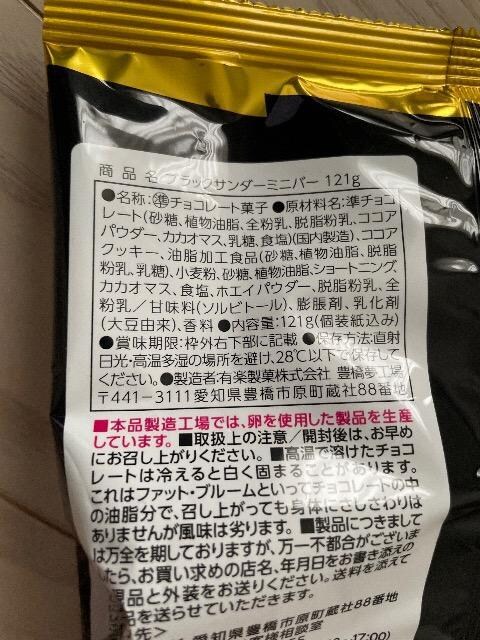 商品名 ブラックサンダーミニバー 121g
●名称:準チョコレート菓子 ●原材料名:準チョコ
レート(砂糖、植物油脂、全粉乳、脱脂粉乳、ココア
パウダー、カカオマス、乳糖、食塩)(国内製造)、ココア
クッキー、油脂加工食品(砂糖、植物油脂、脱脂
粉乳、乳糖)、小麦粉、砂糖、植物油脂、ショートニング、
カカオマス、食塩、ホエイパウダー、脱脂粉乳、全
粉乳/甘味料(ソルビトール)、膨脹剤、乳化剤
(大豆由来)、香料 ●内容量:121g(個装紙込み)
●賞味期限:枠外右下部に記載 ●保存方法:直射
日光・高温多湿の場所を避け、28℃以下で保存して
ください。●製造者:有楽製菓株式会社 豊橋夢工場
〒441-3111愛知県豊橋市原町蔵社88番地
■本品製造工場では、卵を使用した製品を生産
しています。■取扱上の注意/開封後は、お早め
にお召し上がりください。■高温で溶けたチョコ
レートは冷えると白く固まることがあります。
これはファット・ブルームといってチョコレートの中
の油脂分で、召し上がっても身体にさしさわりは
ありませんが風味は劣ります。■製品につきまして
は万全を期しておりますが、万一不都合がございま
したら、お買い求めの店名、年月日をお書き添えの
現品と外装をお送りください。送料を添えて
品を送らせていただきます。
先>
愛知県豊橋市原町蔵社88番地
客様相談室
-17:00)